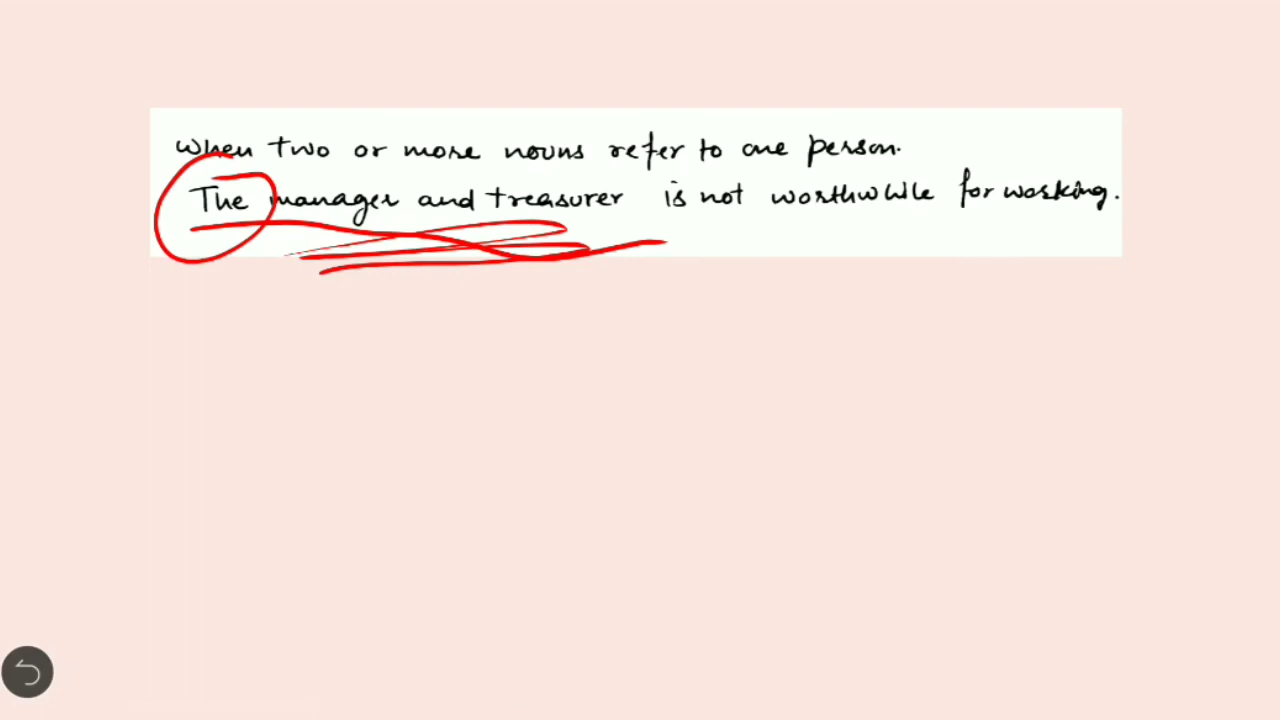 When two or more nouns refer to one person.
The manager and treasurer is not worthwhile for working.